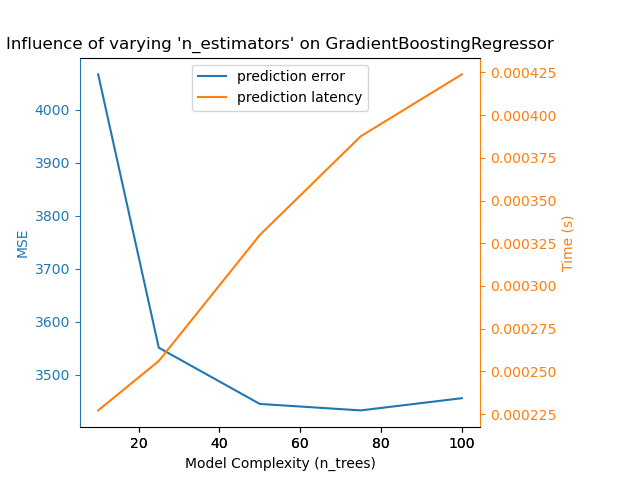 Influence of varying 'n_estimators' on GradientBoostingRegressor
prediction error
prediction latency
4000
3900
3800
3700
3600
3500
MSE
0.000425
0.000400
0.000375
0.000350
0.000325
0.000300
0.000275
0.000250
0.000225
Time (s)
20 40 60 80 100
Model Complexity (n_trees)